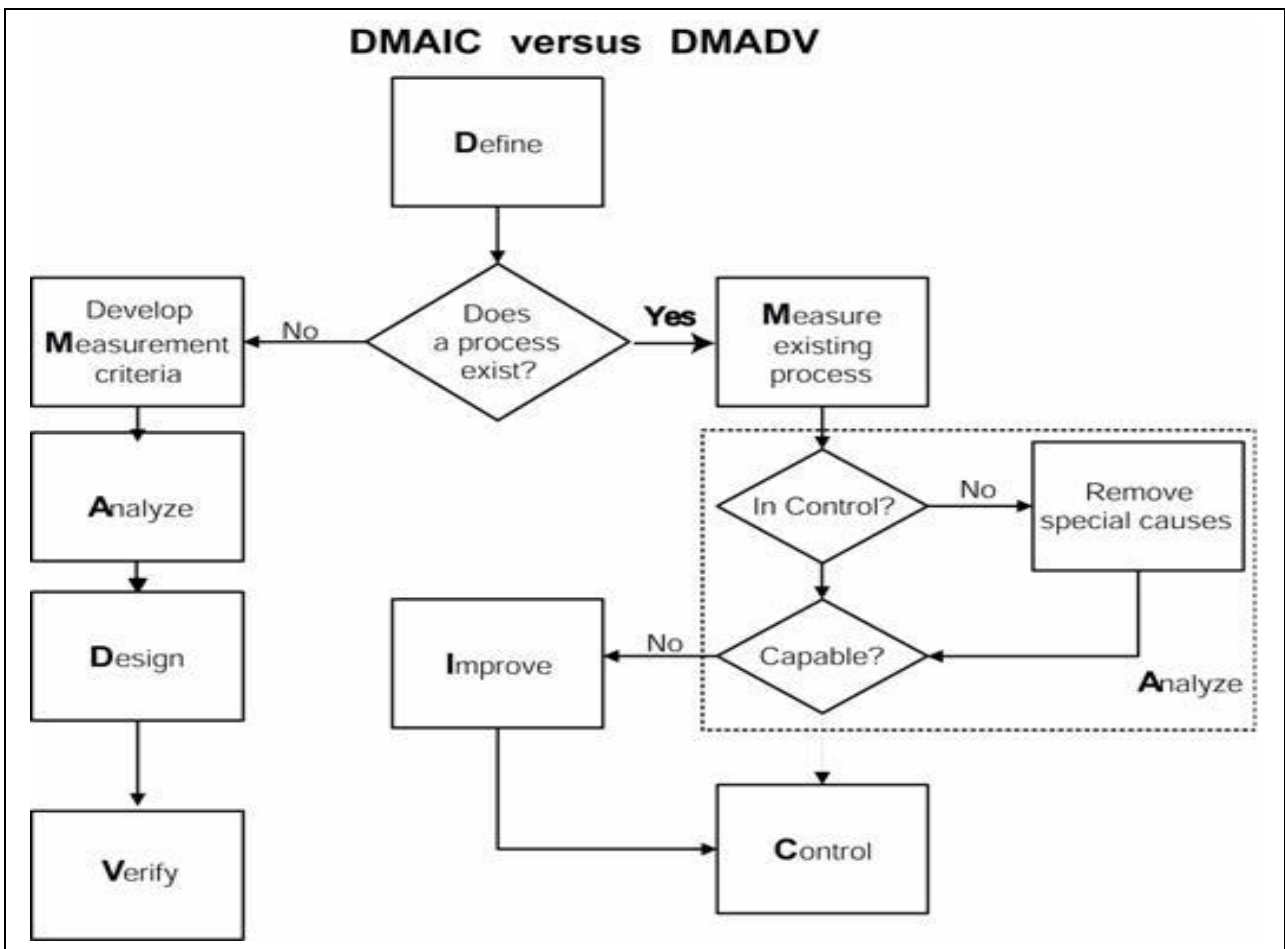 DMAIC versus DMADV
Define
Does
a process
exist?
No
Yes
Develop
Measurement
criteria
Measure
existing
process
Analyze
In Control?
No
Remove
special causes
Design
Improve
No
Capable?
Analyze
Verify
Control